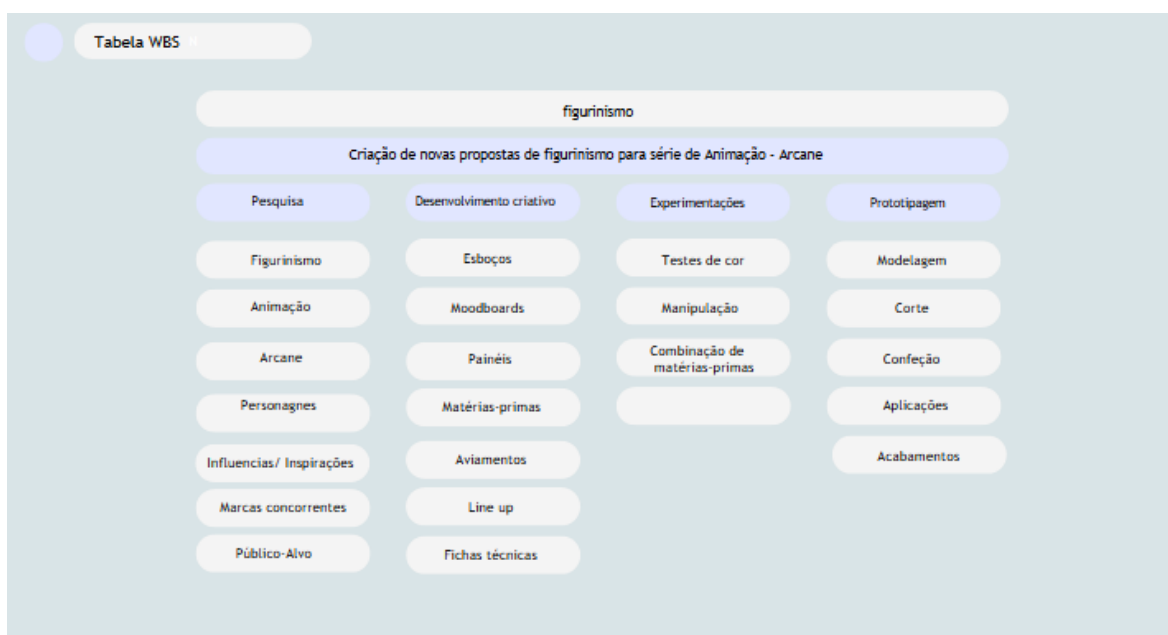 Tabela WBS
figurinismo
Criação de novas propostas de figurinismo para série de Animação - Arcane
Pesquisa
Desenvolvimento criativo
Experimentações
Prototipagem
Figurinismo
Esboços
Testes de cor
Modelagem
Animação
Moodboards
Manipulação
Corte
Arcane
Painéis
Combinação de
matérias-primas
Confeção
Personagnes
Matérias-primas
Aplicações
Influencias/ Inspirações
Aviamentos
Acabamentos
Marcas concorrentes
Line up
Público-Alvo
Fichas técnicas